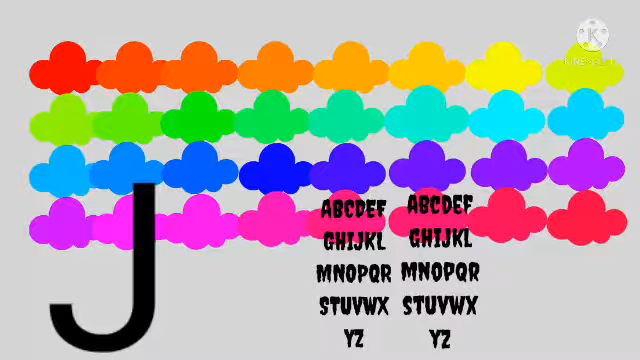 K
KINEMASTER
J
ABCDEF
GHIJKL
MNOPQR
STUVWX
YZ
ABCDEF
GHIJKL
MNOPQR
STUVWX
YZ